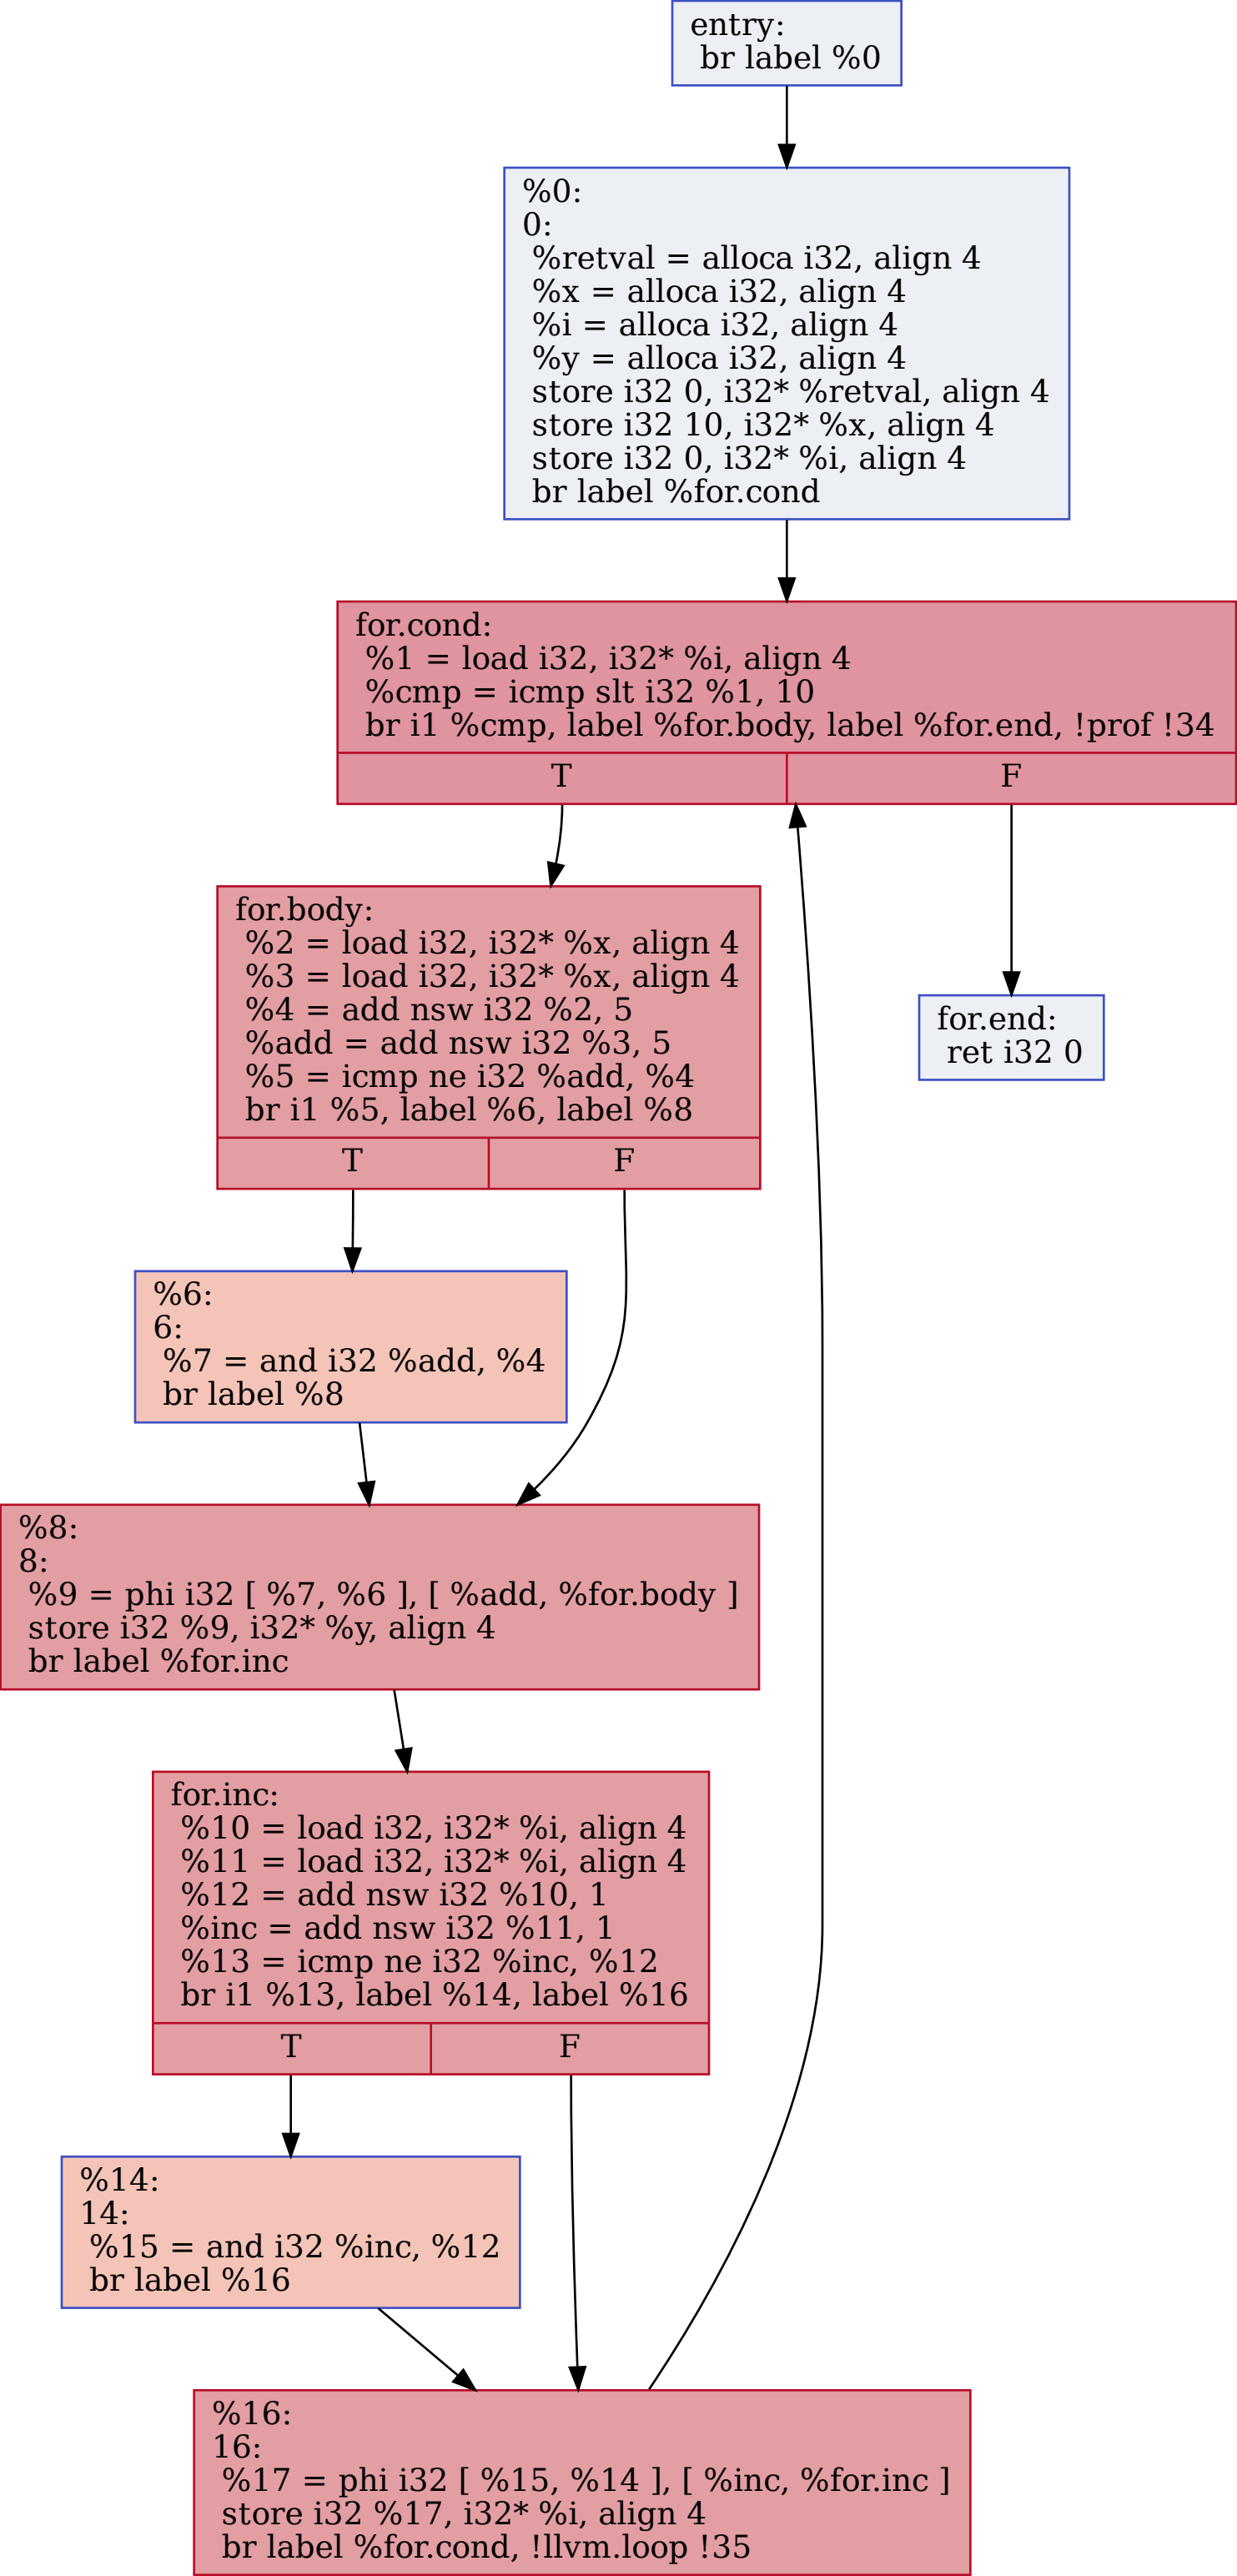 entry:
br label %0
%0:
0:
%retval = alloca i32, align 4
%x = alloca i32, align 4
%i = alloca i32, align 4
%y = alloca i32, align 4
store i32 0, i32* %retval, align 4
store i32 10, i32* %x, align 4
store i32 0, i32* %i, align 4
br label %for.cond
for.cond:
%1 = load i32, i32* %i, align 4
%cmp = icmp slt i32 %1, 10
br i1 %cmp, label %for.body, label %for.end, !prof !34
T F
for.body:
%2 = load i32, i32* %x, align 4
%3 = load i32, i32* %x, align 4
%4 = add nsw i32 %2, 5
%add = add nsw i32 %3, 5
%5 = icmp ne i32 %add, %4
br i1 %5, label %6, label %8
T F
for.end:
ret i32 0
%6:
6:
%7 = and i32 %add, %4
br label %8
%8:
8:
%9 = phi i32 [ %7, %6 ], [ %add, %for.body ]
store i32 %9, i32* %y, align 4
br label %for.inc
for.inc:
%10 = load i32, i32* %i, align 4
%11 = load i32, i32* %i, align 4
%12 = add nsw i32 %10, 1
%inc = add nsw i32 %11, 1
%13 = icmp ne i32 %inc, %12
br i1 %13, label %14, label %16
T F
%14:
14:
%15 = and i32 %inc, %12
br label %16
%16:
16:
%17 = phi i32 [ %15, %14 ], [ %inc, %for.inc ]
store i32 %17, i32* %i, align 4
br label %for.cond, !llvm.loop !35